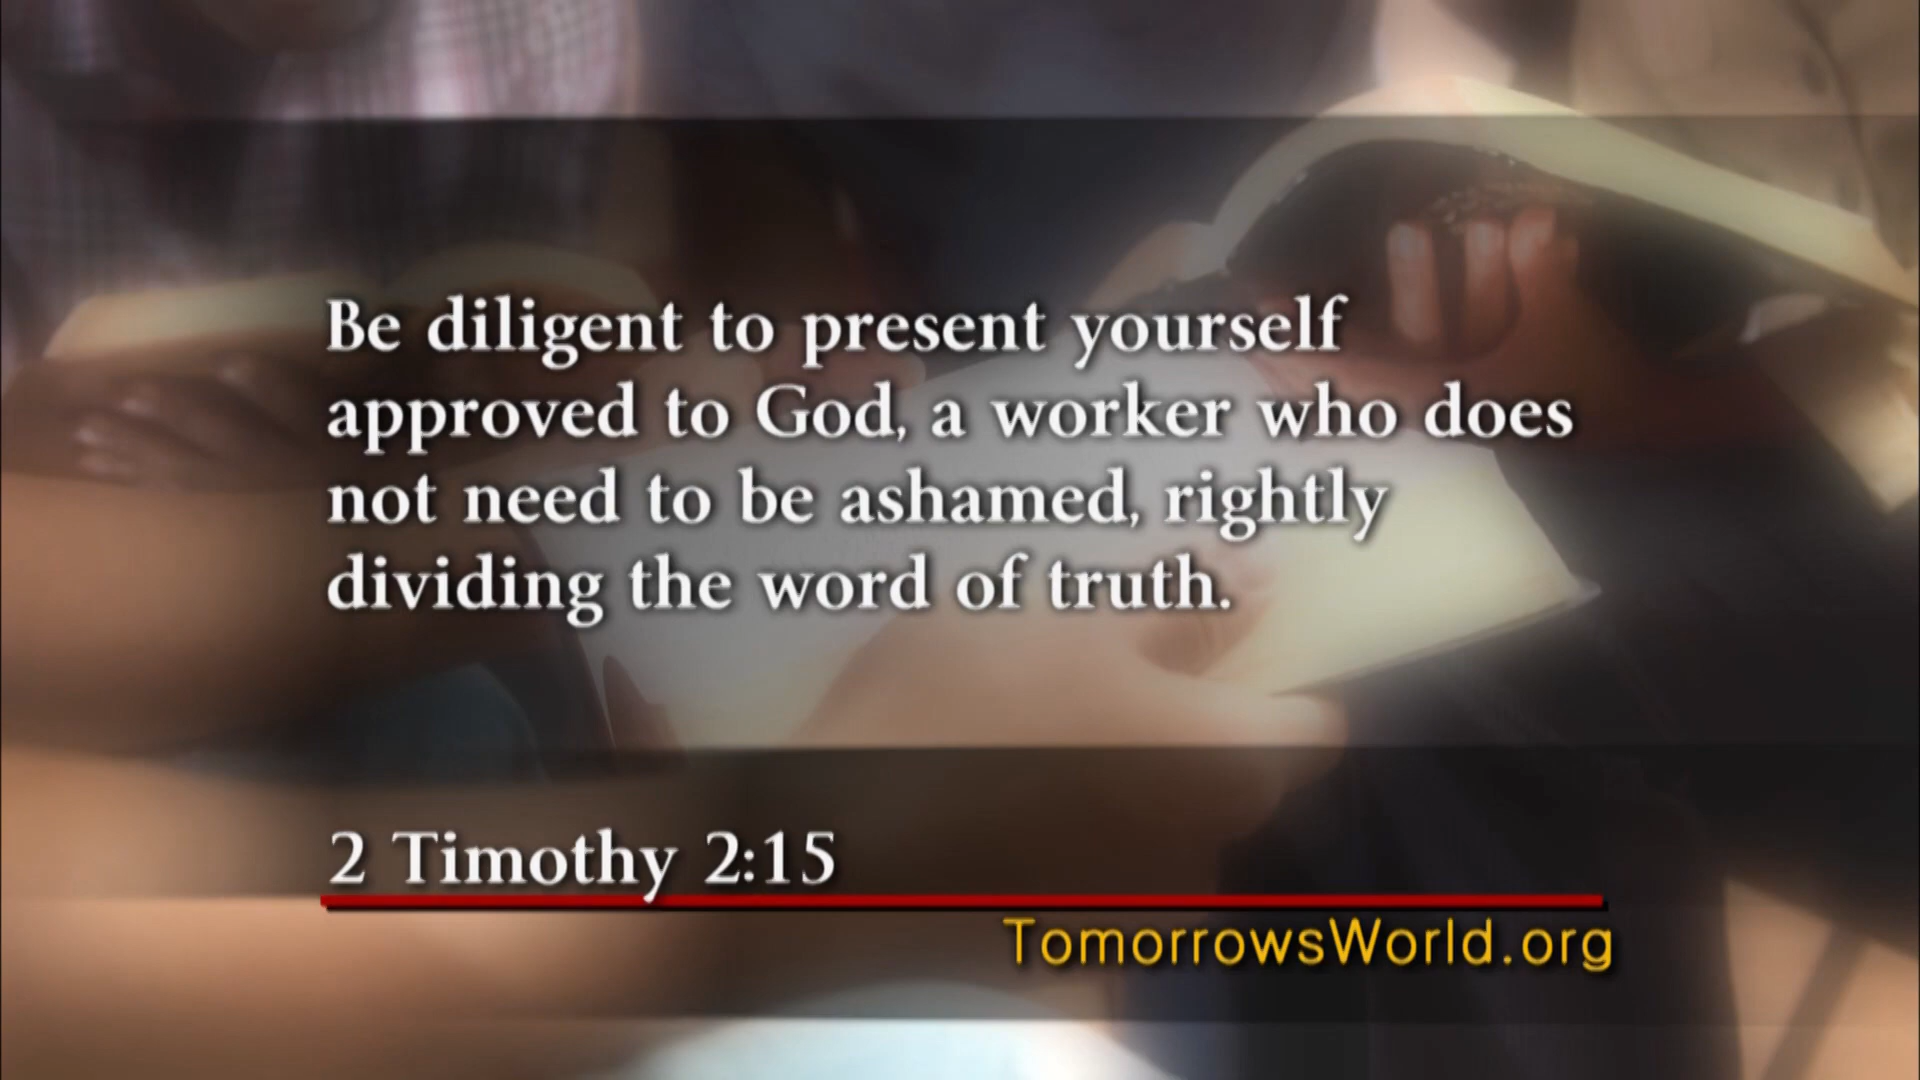 Be diligent to present yourself
approved to God, a worker who does
not need to be ashamed, rightly
dividing the word of truth.
2 Timothy 2:15
TomorrowsWorld.org